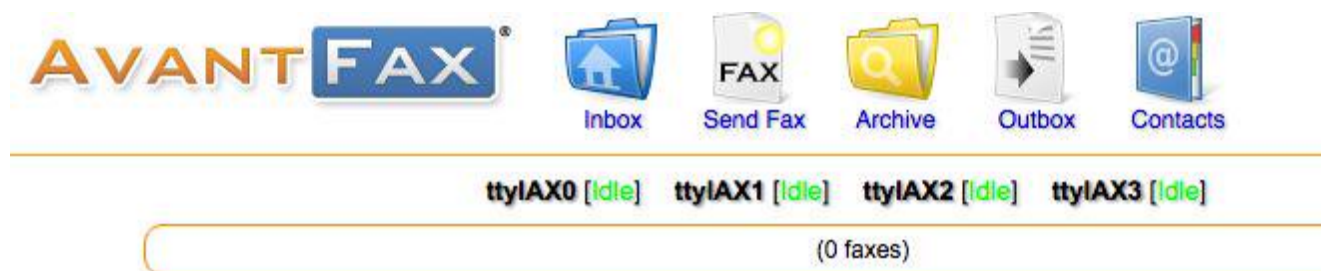 AVANTFAX®
FAX
Inbox Send Fax Archive Outbox Contacts
ttyIAX0 [Idle] ttyIAX1 [Idle] ttyIAX2 [Idle] ttyIAX3 [Idle]
(0 faxes)